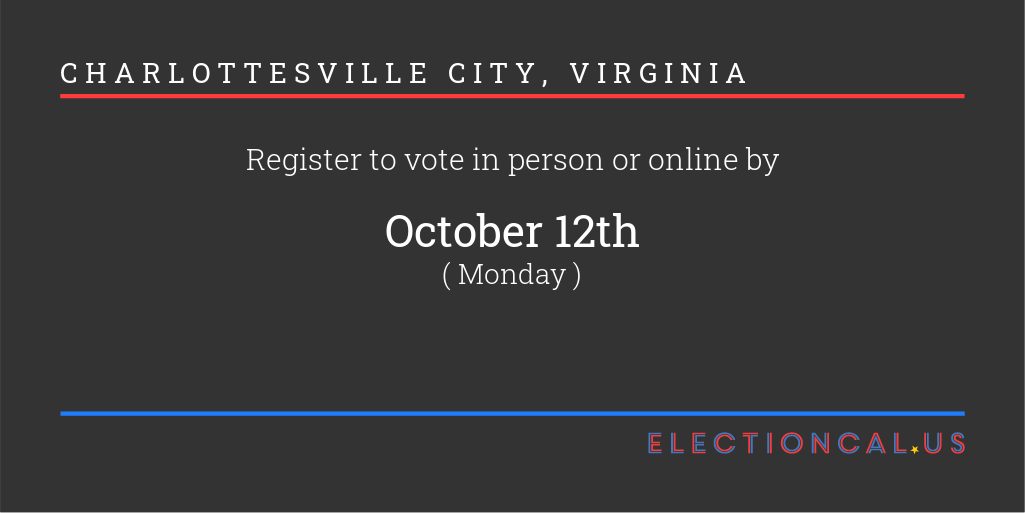 CHARLOTTESVILLE CITY, VIRGINIA
Register to vote in person or online by
October 12th
( Monday )
ELECTIONCAL.US